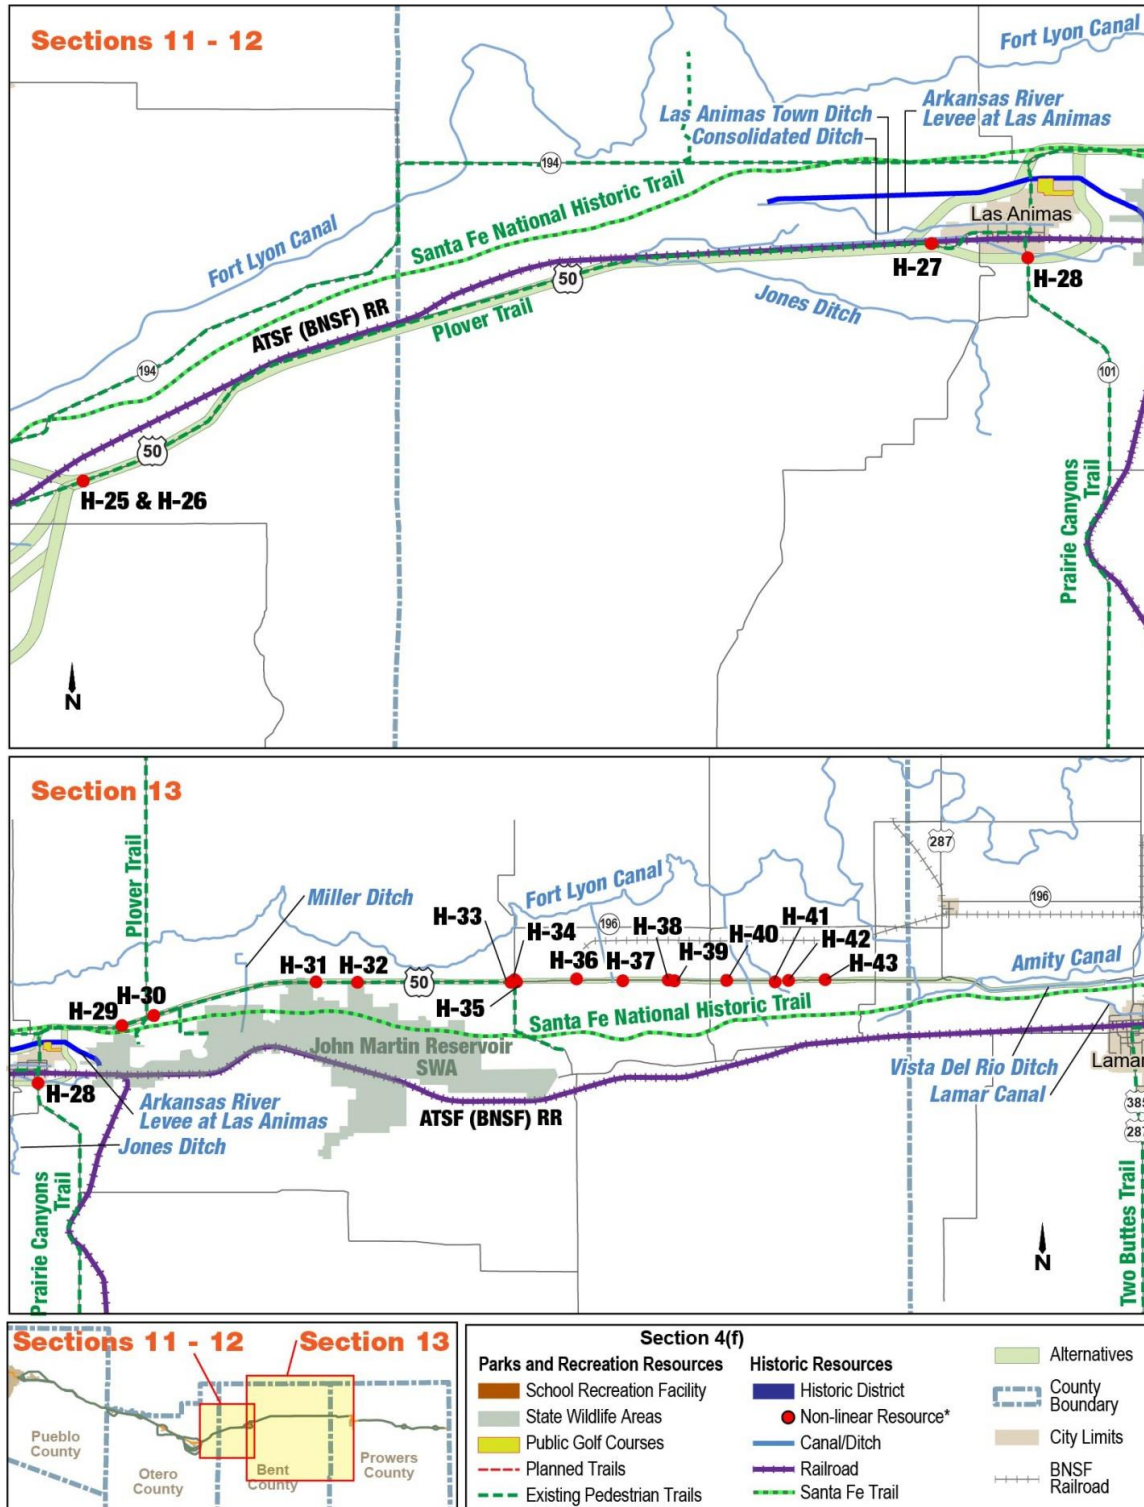 Sections 11 - 12
Fort Lyon Canal
Las Animas Town Ditch
Consolidated Ditch
Arkansas River
Levee at Las Animas
194
Santa Fe National Historic Trail
Fort Lyon Canal
Las Animas
H-27
H-28
50
Jones Ditch
ATSF (BNSF) RR
Plover Trail
194
101
50
H-25 & H-26
Prairie Canyons
Trail
N
Section 13
Plover Trail
287
Miller Ditch
Fort Lyon Canal
196
196
H-33
H-34
H-38
H-41
H-40
H-42
H-36
H-37
H-39
H-43
H-31
H-32
50
H-35
Amity Canal
H-30
H-29
Santa Fe National Historic Trail
John Martin Reservoir
SWA
Vista Del Rio Ditch
Lamar Canal
Lamar
H-28
Arkansas River
Levee at Las Animas
ATSF (BNSF) RR
385
287
Jones Ditch
Prairie Canyons
Trail
Two Buttes Trail
N
Sections 11 - 12
Section 13
Pueblo
County
Otero
County
Bent
County
Prowers
County
Section 4(f)
Parks and Recreation Resources
School Recreation Facility
State Wildlife Areas
Public Golf Courses
Planned Trails
Existing Pedestrian Trails
Historic Resources
Historic District
Non-linear Resource*
Canal/Ditch
Railroad
Santa Fe Trail
Alternatives
County
Boundary
City Limits
BNSF
Railroad